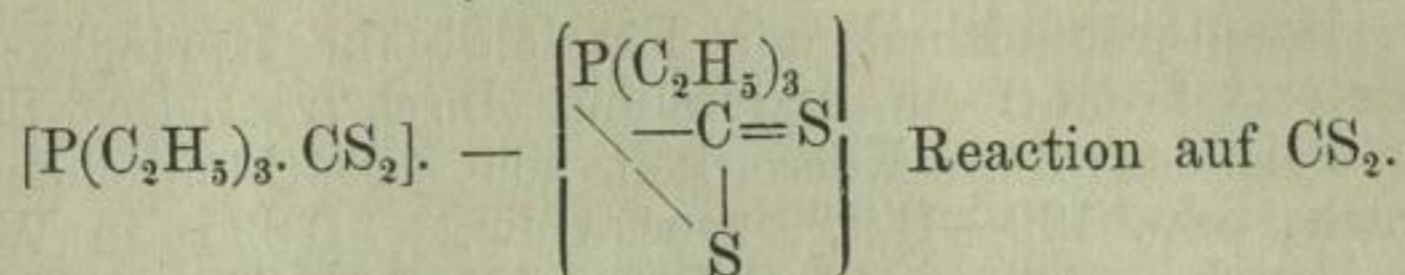 P(C₂H₅)₃
—C=S
[P(C₂H₅)₃. CS₂]. — Reaction auf CS₂.
S